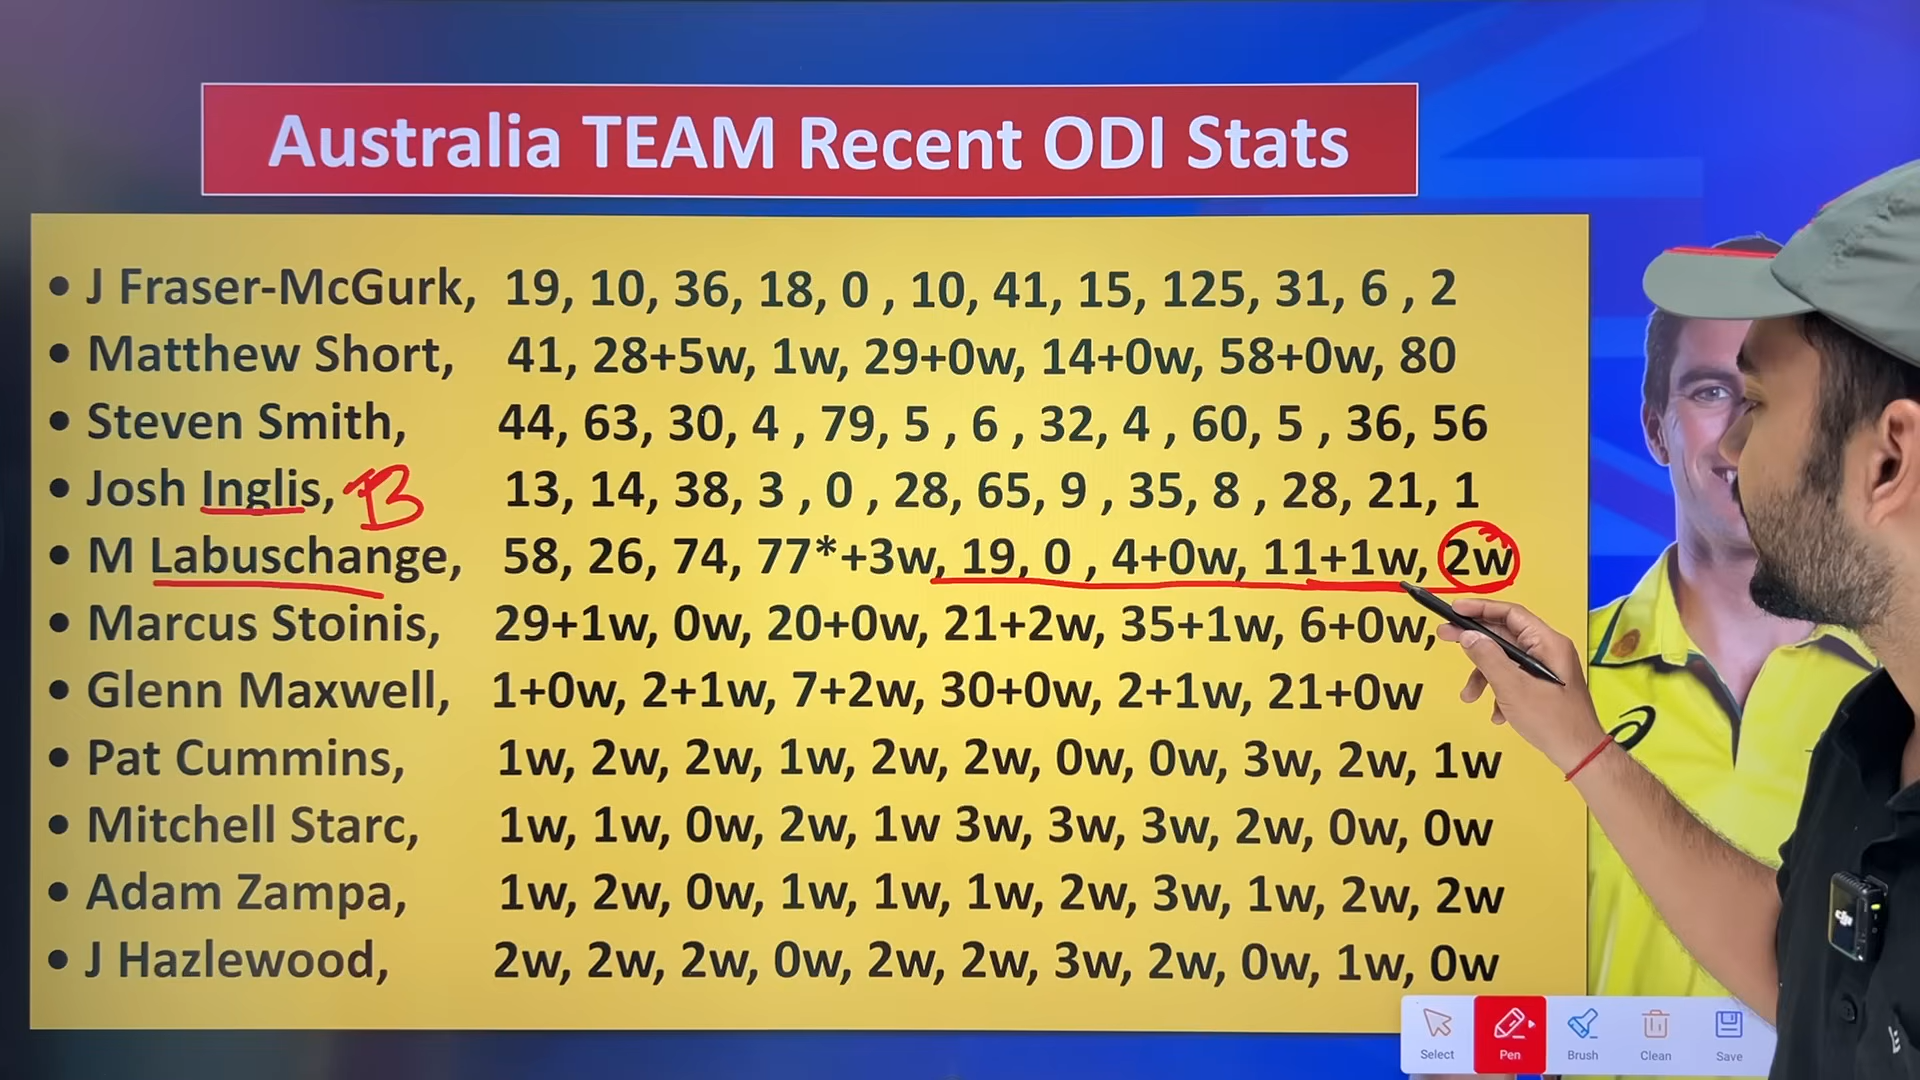 Australia TEAM Recent ODI Stats
• J Fraser-McGurk, 19, 10, 36, 18, 0 , 10, 41, 15, 125, 31, 6 , 2
• Matthew Short, 41, 28+5w, 1w, 29+0w, 14+0w, 58+0w, 80
• Steven Smith, 44, 63, 30, 4 , 79, 5 , 6 , 32, 4 , 60, 5 , 36, 56
• Josh Inglis, B 13, 14, 38, 3 , 0 , 28, 65, 9 , 35, 8 , 28, 21, 1
• M Labuschange, 58, 26, 74, 77*+3w, 19, 0 , 4+0w, 11+1w, 2w
• Marcus Stoinis, 29+1w, 0w, 20+0w, 21+2w, 35+1w, 6+0w,
• Glenn Maxwell, 1+0w, 2+1w, 7+2w, 30+0w, 2+1w, 21+0w
• Pat Cummins, 1w, 2w, 2w, 1w, 2w, 2w, 0w, 0w, 3w, 2w, 1w
• Mitchell Starc, 1w, 1w, 0w, 2w, 1w 3w, 3w, 3w, 2w, 0w, 0w
• Adam Zampa, 1w, 2w, 0w, 1w, 1w, 1w, 2w, 3w, 1w, 2w, 2w
• J Hazlewood, 2w, 2w, 2w, 0w, 2w, 2w, 3w, 2w, 0w, 1w, 0w
Select Pen Brush Clean Save
dji